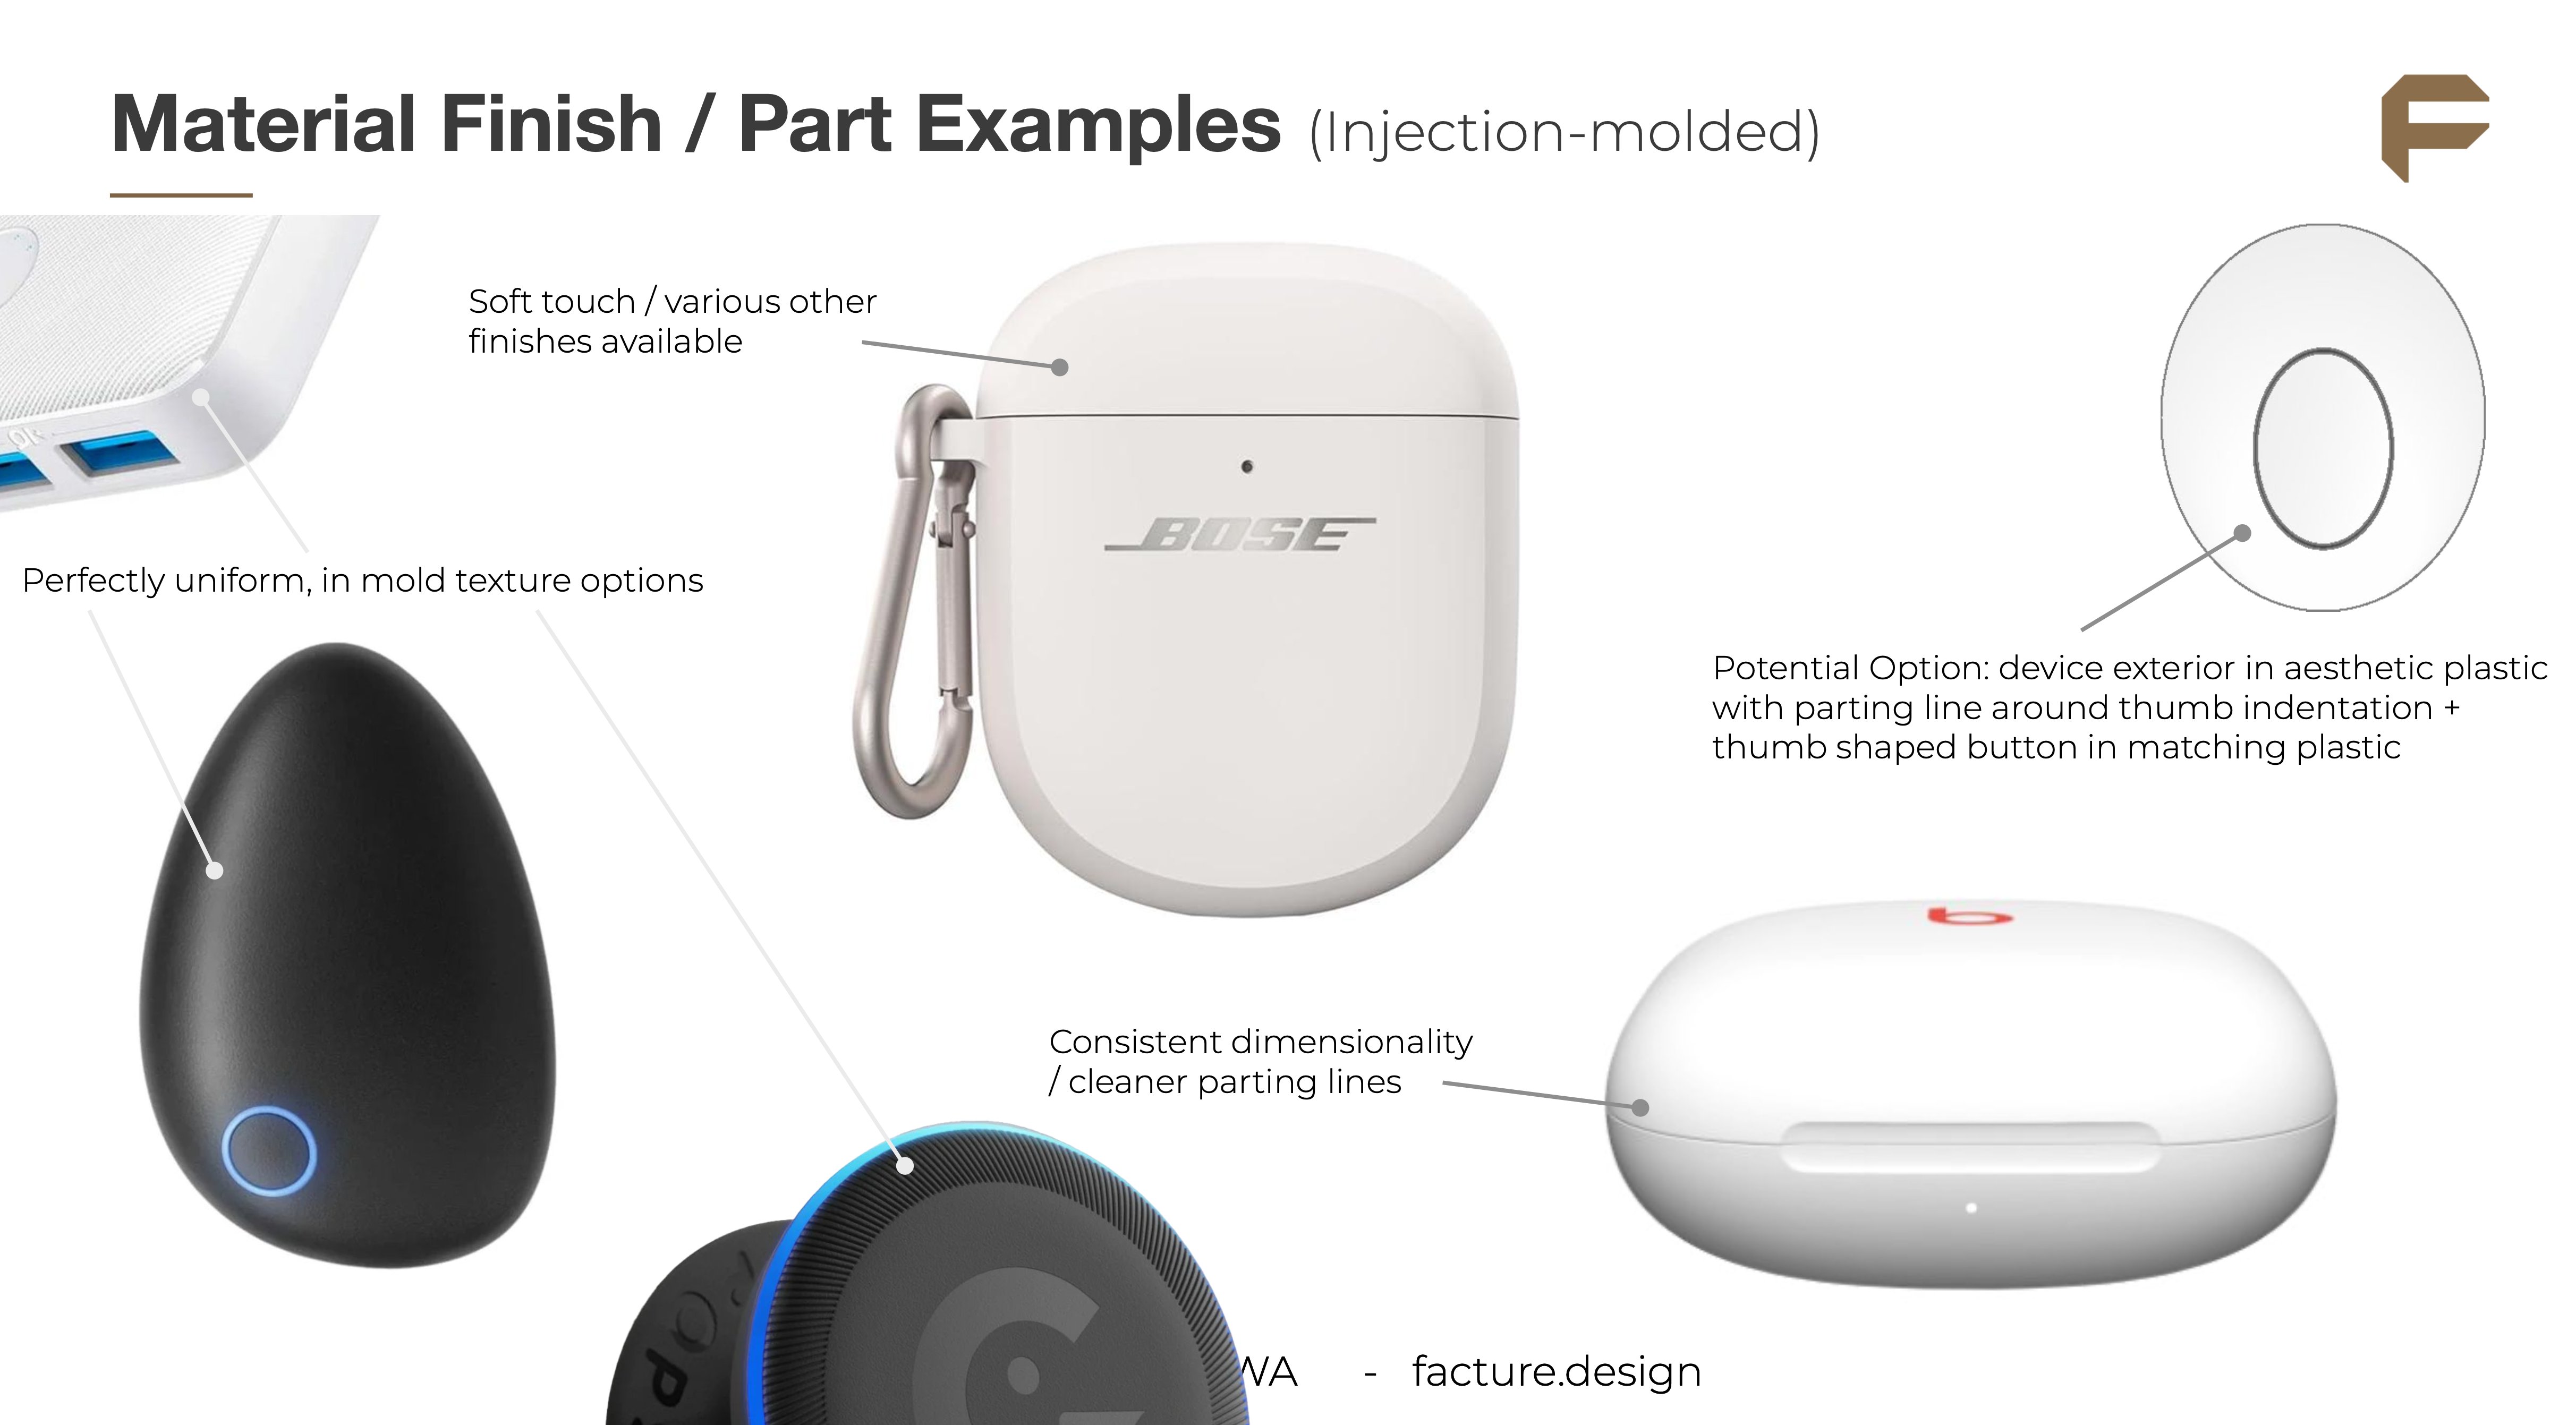 Material Finish / Part Examples (Injection-molded)
Soft touch / various other
finishes available
Perfectly uniform, in mold texture options
BOSE
Potential Option: device exterior in aesthetic plastic
with parting line around thumb indentation +
thumb shaped button in matching plastic
b
Consistent dimensionality
/ cleaner parting lines
WA - facture.design